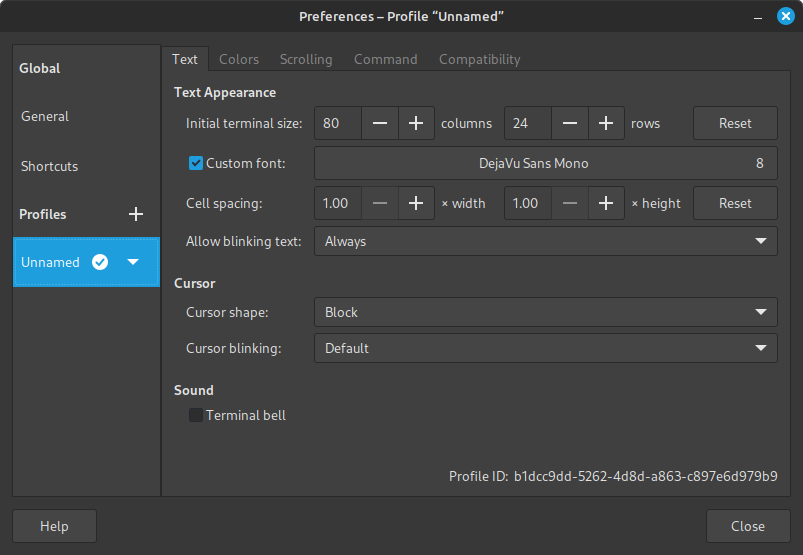 Preferences – Profile “Unnamed”
Global
General
Shortcuts
Profiles
Unnamed
Text Colors Scrolling Command Compatibility
Text Appearance
Initial terminal size: 80 columns 24 rows Reset
Custom font: DejaVu Sans Mono 8
Cell spacing: 1.00 × width 1.00 × height Reset
Allow blinking text: Always
Cursor
Cursor shape: Block
Cursor blinking: Default
Sound
Terminal bell
Profile ID: b1dcc9dd-5262-4d8d-a863-c897e6d979b9
Help Close